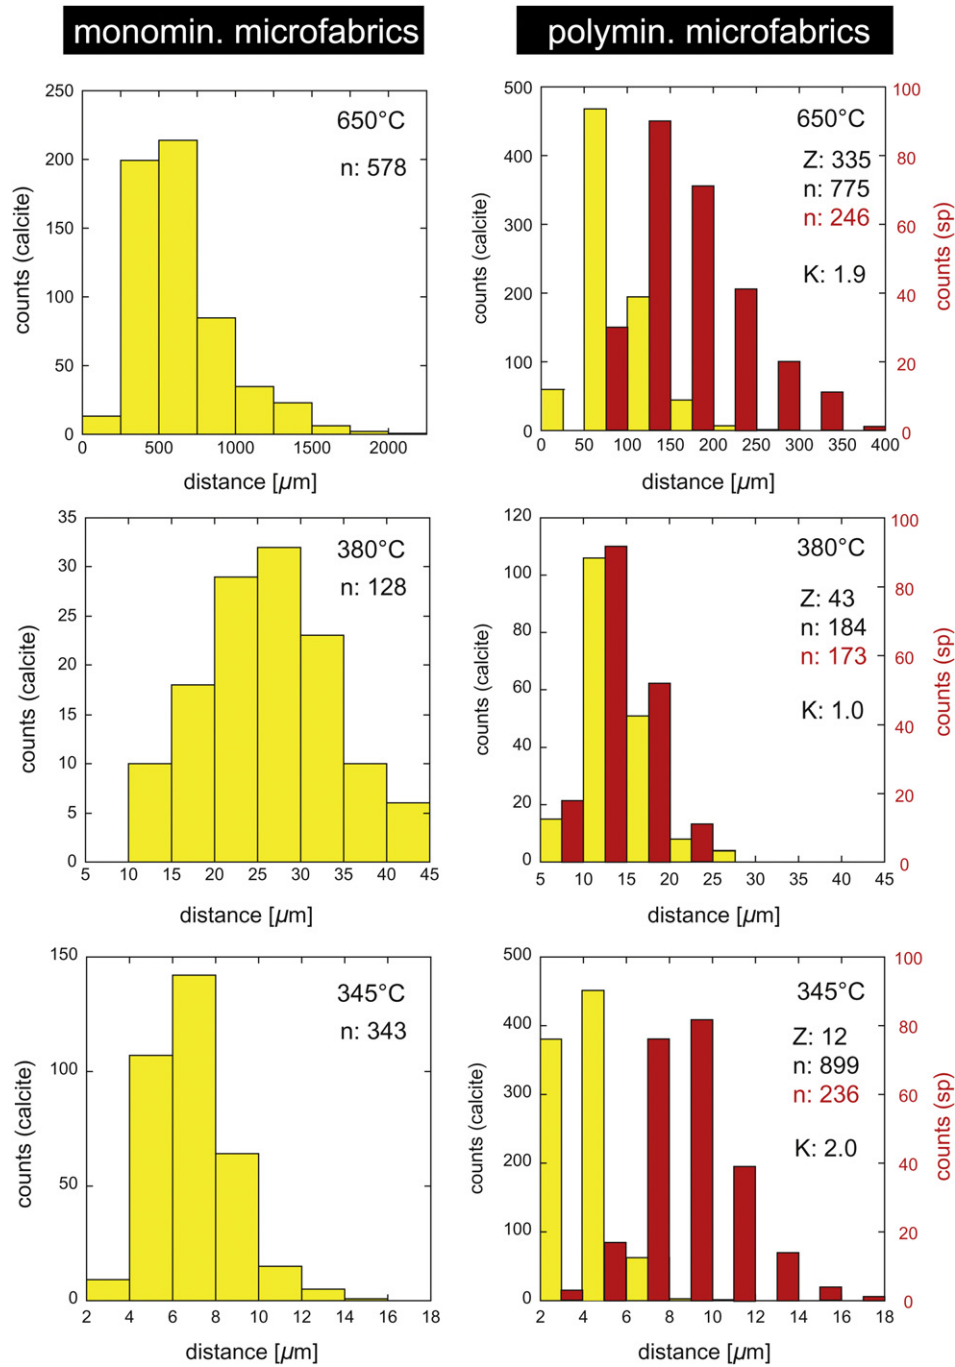 monomin. microfabrics
polymin. microfabrics
250
200
150
100
50
0
counts (calcite)
650°C
n: 578
0 500 1000 1500 2000
distance [µm]
500
400
300
200
100
0
counts (calcite)
650°C
Z: 335
n: 775
n: 246
K: 1.9
100
80
60
40
20
0
counts (sp)
0 50 100 150 200 250 300 350 400
distance [µm]
35
30
25
20
15
10
5
0
counts (calcite)
380°C
n: 128
5 10 15 20 25 30 35 40 45
distance [µm]
120
100
80
60
40
20
0
counts (calcite)
380°C
Z: 43
n: 184
n: 173
K: 1.0
100
80
60
40
20
0
counts (sp)
5 10 15 20 25 30 35 40 45
distance [µm]
150
100
50
0
counts (calcite)
345°C
n: 343
2 4 6 8 10 12 14 16 18
distance [µm]
500
400
300
200
100
0
counts (calcite)
345°C
Z: 12
n: 899
n: 236
K: 2.0
100
80
60
40
20
0
counts (sp)
2 4 6 8 10 12 14 16 18
distance [µm]